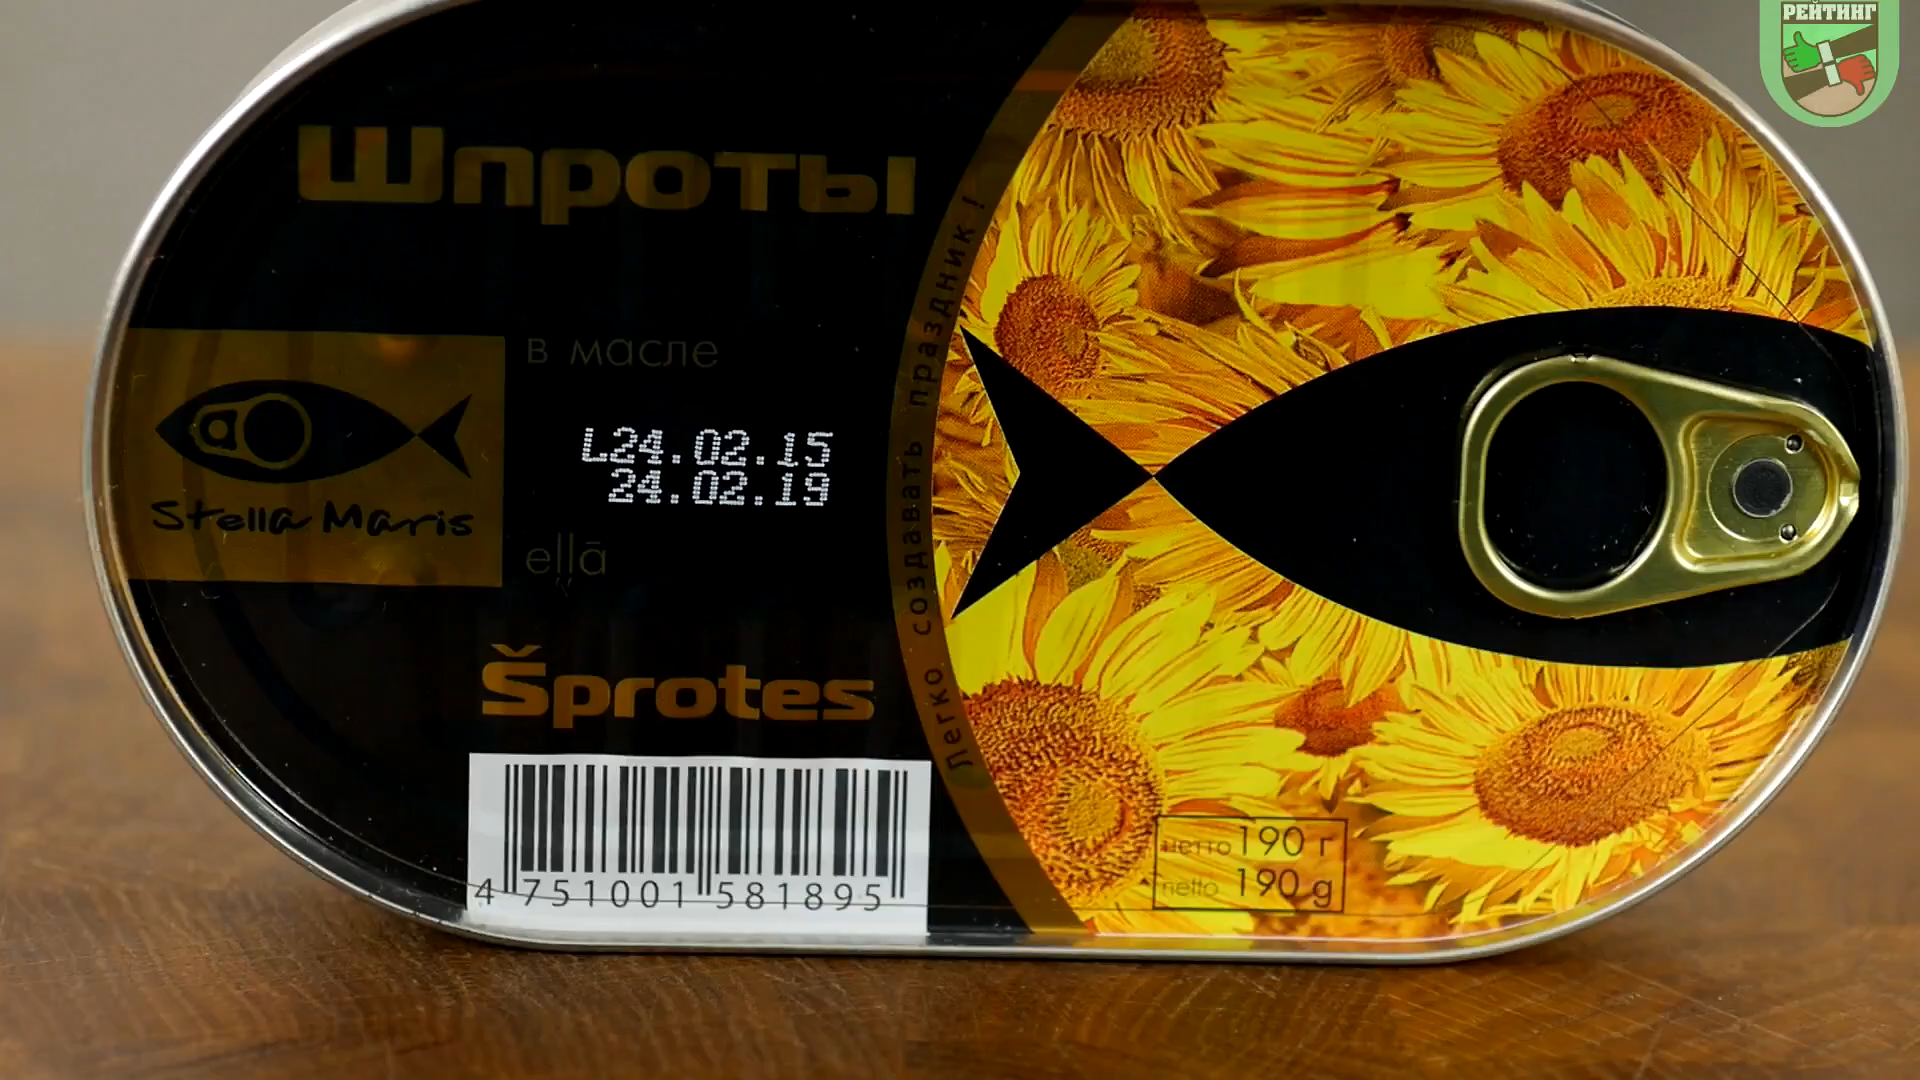 РЕЙТИНГ
Шпроты
в масле
L24.02.15
24.02.19
Stella Maris
eļļā
Šprotes
Легко создавать праздник!
4 751001 581895
нетто 190 г
netto 190 g